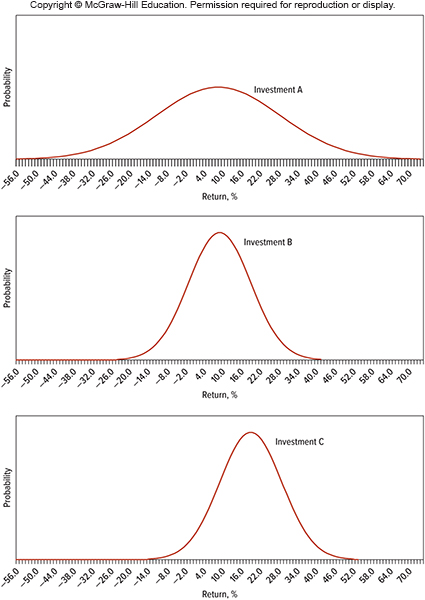 Copyright © McGraw-Hill Education. Permission required for reproduction or display.
Probability
Investment A
–56.0 –50.0 –44.0 –38.0 –32.0 –26.0 –20.0 –14.0 –8.0 –2.0 4.0 10.0 16.0 22.0 28.0 34.0 40.0 46.0 52.0 58.0 64.0 70.0
Return, %
Probability
Investment B
–56.0 –50.0 –44.0 –38.0 –32.0 –26.0 –20.0 –14.0 –8.0 –2.0 4.0 10.0 16.0 22.0 28.0 34.0 40.0 46.0 52.0 58.0 64.0 70.0
Return, %
Probability
Investment C
–56.0 –50.0 –44.0 –38.0 –32.0 –26.0 –20.0 –14.0 –8.0 –2.0 4.0 10.0 16.0 22.0 28.0 34.0 40.0 46.0 52.0 58.0 64.0 70.0
Return, %